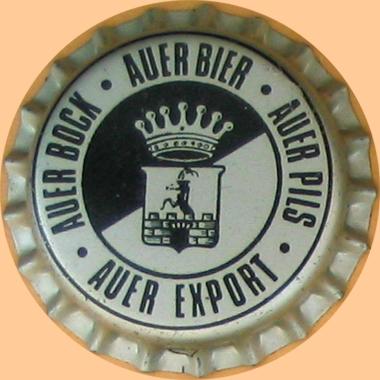 AUER BOCK • AUER BIER • AUER PILS • AUER EXPORT •